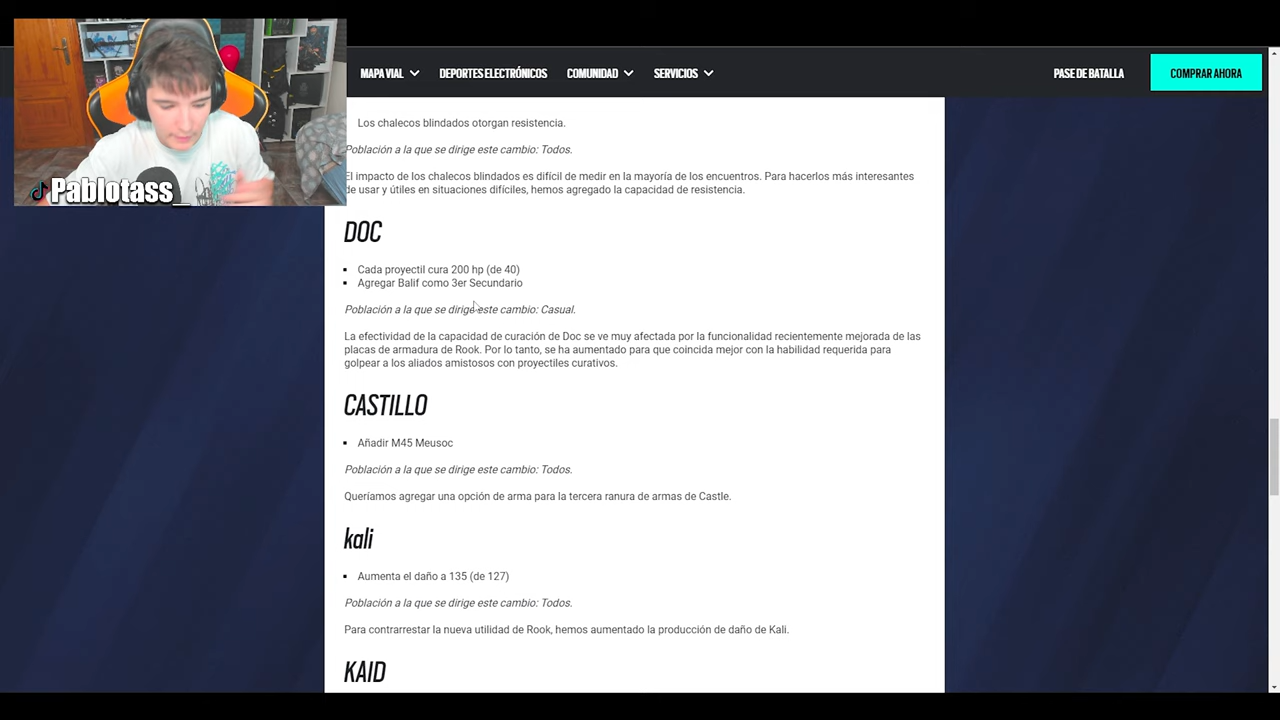 MAPA VIAL
DEPORTES ELECTRÓNICOS
COMUNIDAD
SERVICIOS
PASE DE BATALLA
COMPRAR AHORA
Pablotass_
Los chalecos blindados otorgan resistencia.
Población a la que se dirige este cambio: Todos.
El impacto de los chalecos blindados es difícil de medir en la mayoría de los encuentros. Para hacerlos más interesantes
de usar y útiles en situaciones difíciles, hemos agregado la capacidad de resistencia.
DOC
Cada proyectil cura 200 hp (de 40)
Agregar Balif como 3er Secundario
Población a la que se dirige este cambio: Casual.
La efectividad de la capacidad de curación de Doc se ve muy afectada por la funcionalidad recientemente mejorada de las
placas de armadura de Rook. Por lo tanto, se ha aumentado para que coincida mejor con la habilidad requerida para
golpear a los aliados amistosos con proyectiles curativos.
CASTILLO
Añadir M45 Meusoc
Población a la que se dirige este cambio: Todos.
Queríamos agregar una opción de arma para la tercera ranura de armas de Castle.
kali
Aumenta el daño a 135 (de 127)
Población a la que se dirige este cambio: Todos.
Para contrarrestar la nueva utilidad de Rook, hemos aumentado la producción de daño de Kali.
KAID